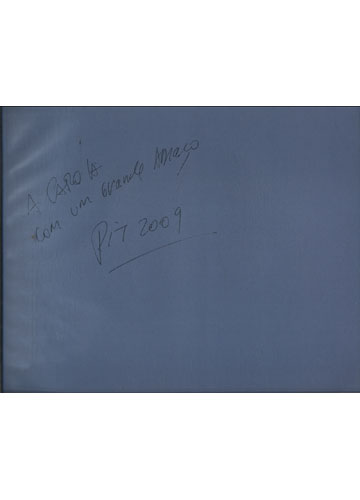 A CAROLA
com um grande Abraço
Pit 2009